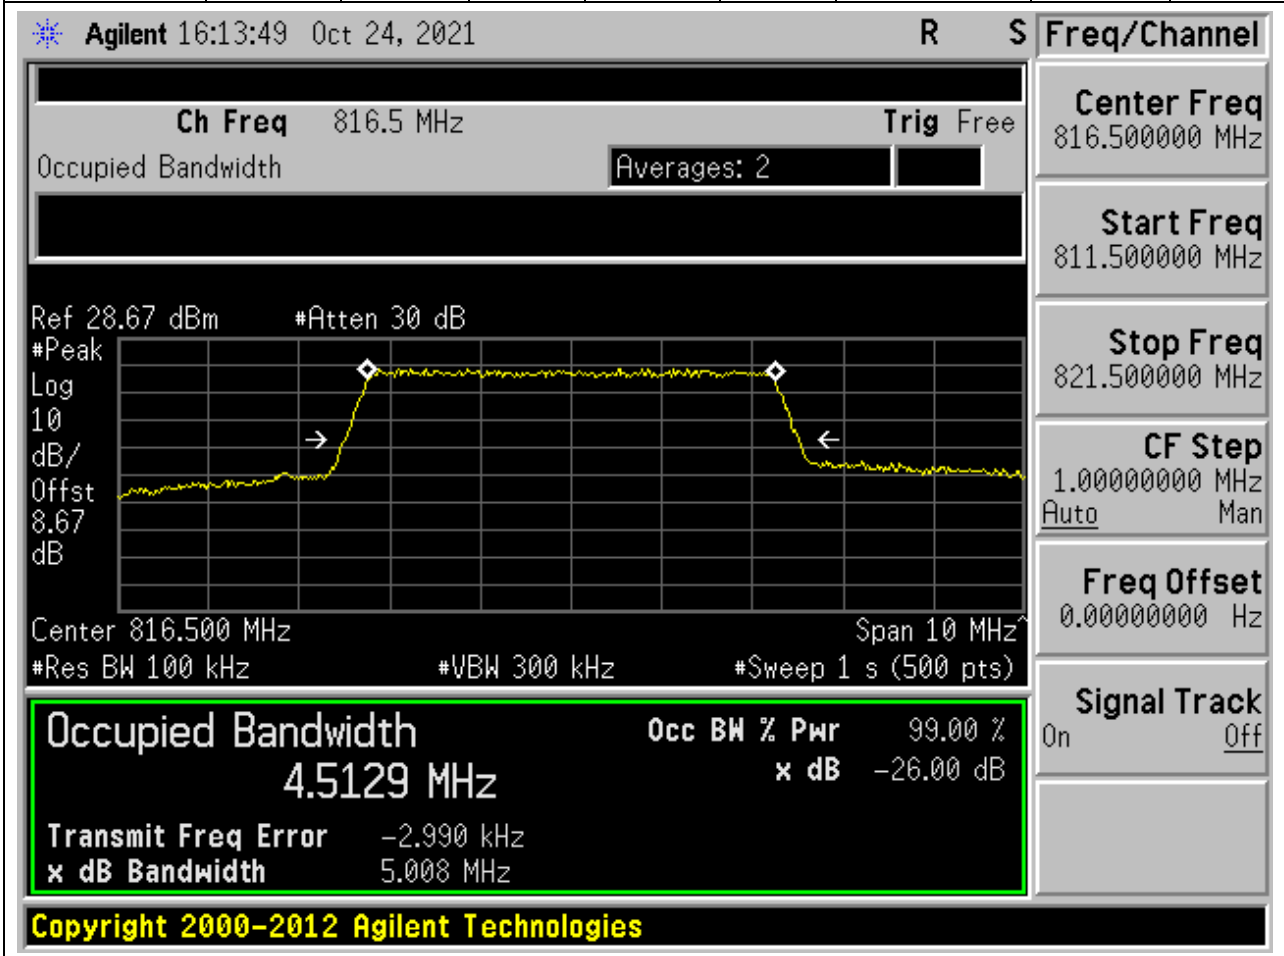 Agilent 16:13:49 Oct 24, 2021 R S Freq/Channel
Ch Freq 816.5 MHz Trig Free
Occupied Bandwidth Averages: 2
Center Freq
816.500000 MHz
Start Freq
811.500000 MHz
Stop Freq
821.500000 MHz
CF Step
1.00000000 MHz
Auto Man
Freq Offset
0.00000000 Hz
Signal Track
On Off
Ref 28.67 dBm #Atten 30 dB
#Peak
Log
10
dB/
Offst
8.67
dB
Center 816.500 MHz Span 10 MHz^
#Res BW 100 kHz #VBW 300 kHz #Sweep 1 s (500 pts)
Occupied Bandwidth Occ BW % Pwr 99.00 %
4.5129 MHz x dB -26.00 dB
Transmit Freq Error -2.990 kHz
x dB Bandwidth 5.008 MHz
Copyright 2000-2012 Agilent Technologies